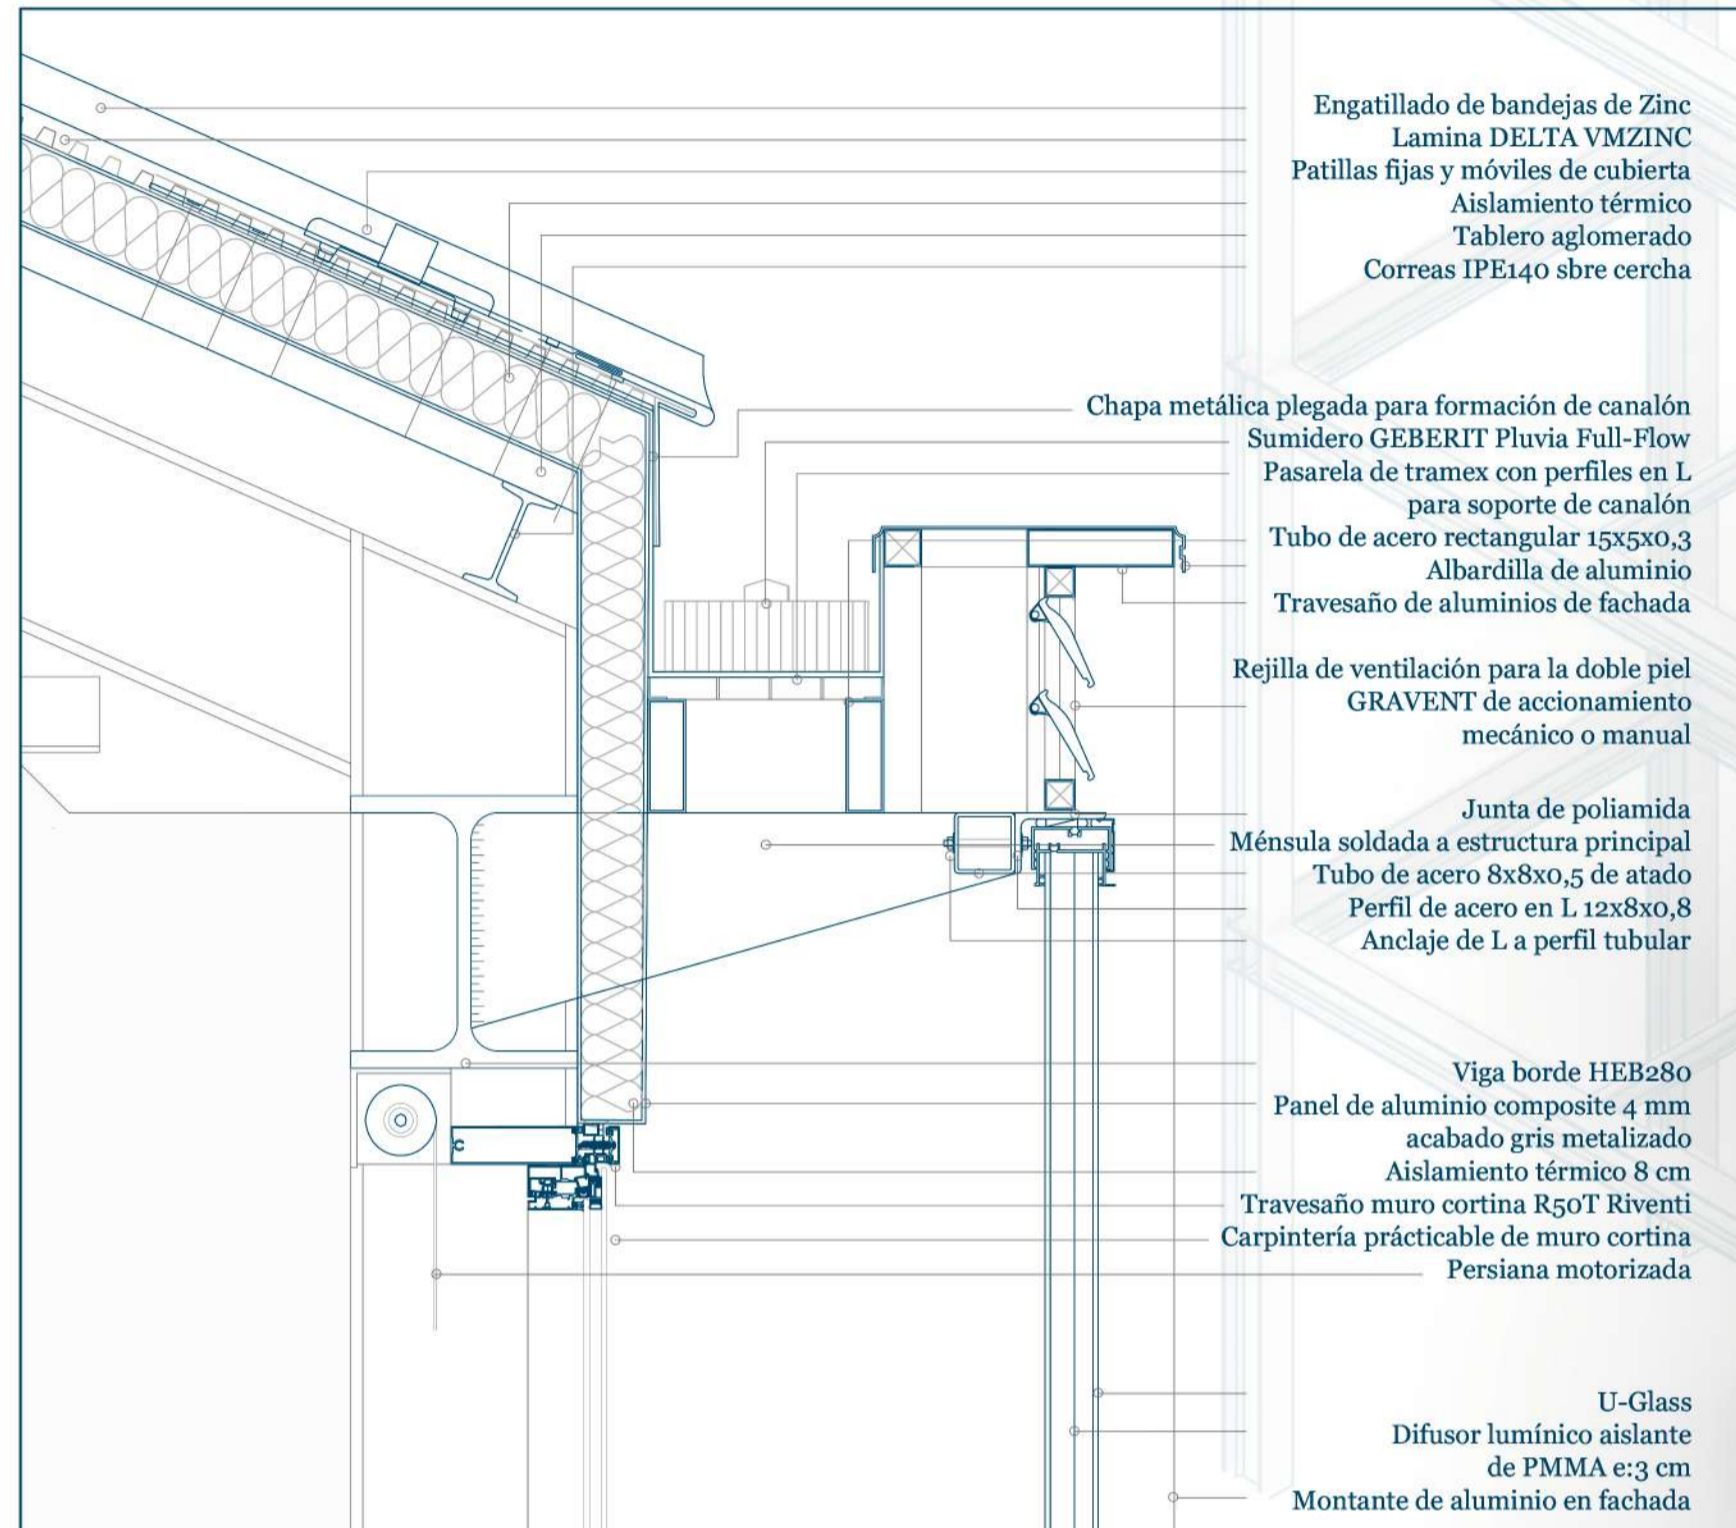 Engatillado de bandejas de Zinc
Lamina DELTA VMZINC
Patillas fijas y móviles de cubierta
Aislamiento térmico
Tablero aglomerado
Correas IPE140 sbre cercha
Chapa metálica plegada para formación de canalón
Sumidero GEBERIT Pluvia Full-Flow
Pasarela de tramex con perfiles en L
para soporte de canalón
Tubo de acero rectangular 15x5x0,3
Albardilla de aluminio
Travesaño de aluminios de fachada
Rejilla de ventilación para la doble piel
GRAVENT de accionamiento
mecánico o manual
Junta de poliamida
Ménsula soldada a estructura principal
Tubo de acero 8x8x0,5 de atado
Perfil de acero en L 12x8x0,8
Anclaje de L a perfil tubular
Viga borde HEB280
Panel de aluminio composite 4 mm
acabado gris metalizado
Aislamiento térmico 8 cm
Travesaño muro cortina R50T Riventi
Carpintería prácticable de muro cortina
Persiana motorizada
U-Glass
Difusor lumínico aislante
de PMMA e:3 cm
Montante de aluminio en fachada